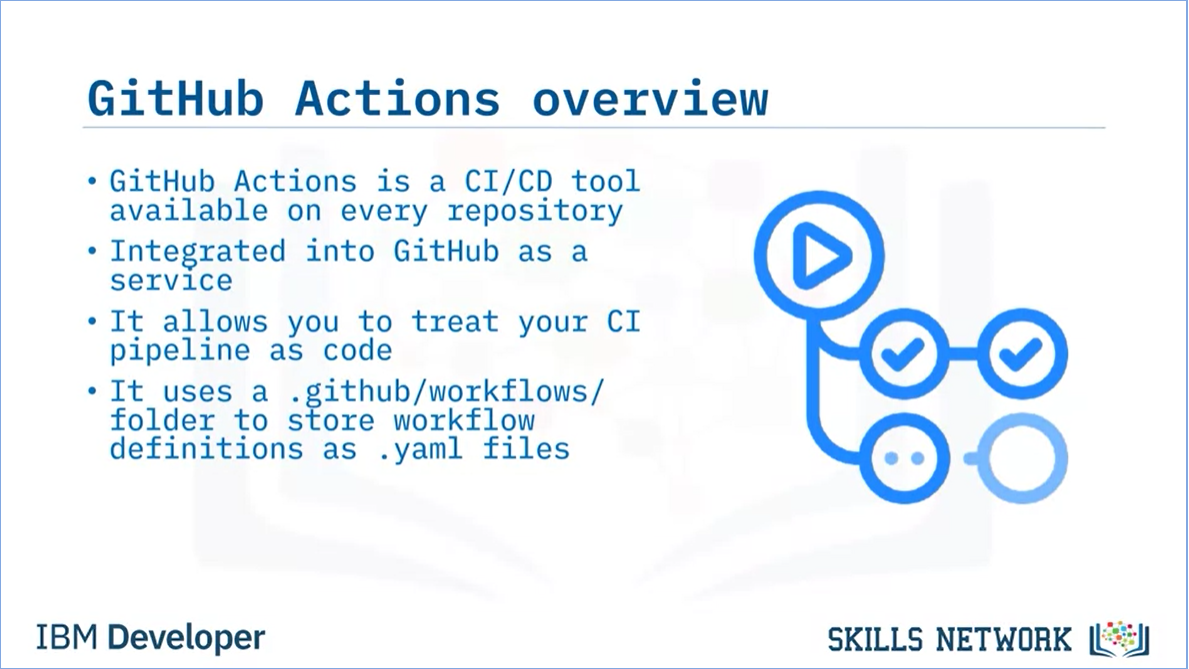 GitHub Actions overview
• GitHub Actions is a CI/CD tool
available on every repository
• Integrated into GitHub as a
service
• It allows you to treat your CI
pipeline as code
• It uses a .github/workflows/
folder to store workflow
definitions as .yaml files
IBM Developer
SKILLS NETWORK